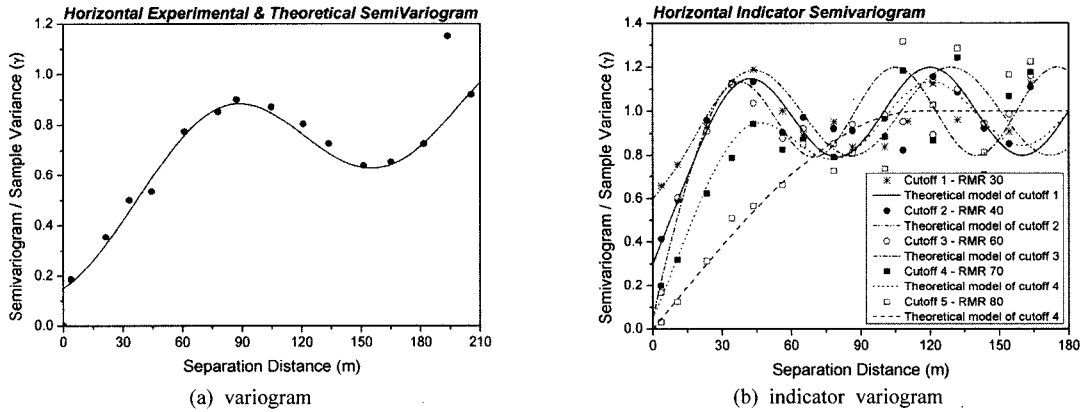 Horizontal Experimental & Theoretical SemiVariogram
Semivariogram / Sample Variance (γ)
1.2
1.0
0.8
0.6
0.4
0.2
0.0
0
30
60
90
120
150
180
210
Separation Distance (m)
(a) variogram
Horizontal Indicator Semivariogram
Semivariogram / Sample Variance (γ)
1.4
1.2
1.0
0.8
0.6
0.4
0.2
0.0
Cutoff 1 - RMR 30
Theoretical model of cutoff 1
Cutoff 2 - RMR 40
Theoretical model of cutoff 2
Cutoff 3 - RMR 60
Theoretical model of cutoff 3
Cutoff 4 - RMR 70
Theoretical model of cutoff 4
Cutoff 5 - RMR 80
Theoretical model of cutoff 4
0
30
60
90
120
150
180
Separation Distance (m)
(b) indicator variogram